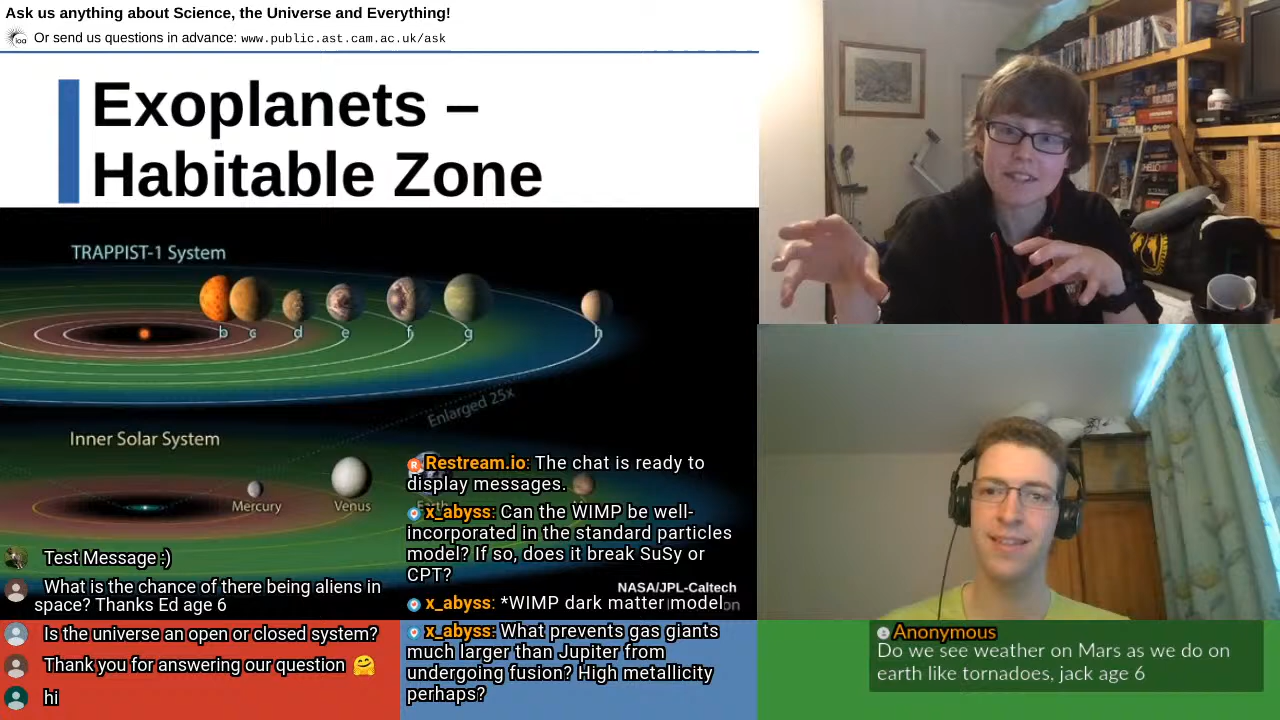 Ask us anything about Science, the Universe and Everything!
Or send us questions in advance: www.public.ast.cam.ac.uk/ask
Exoplanets –
Habitable Zone
TRAPPIST-1 System
b c d e f g h
Enlarged 25x
Inner Solar System
Mercury Venus Earth
Restream.io: The chat is ready to
display messages.
x_abyss: Can the WIMP be well-
incorporated in the standard particles
model? If so, does it break SuSy or
CPT?
NASA/JPL-Caltech
x_abyss: *WIMP dark matter model
x_abyss: What prevents gas giants
much larger than Jupiter from
undergoing fusion? High metallicity
perhaps?
Test Message :)
What is the chance of there being aliens in
space? Thanks Ed age 6
Is the universe an open or closed system?
Thank you for answering our question 🤗
hi
Anonymous
Do we see weather on Mars as we do on
earth like tornadoes, jack age 6